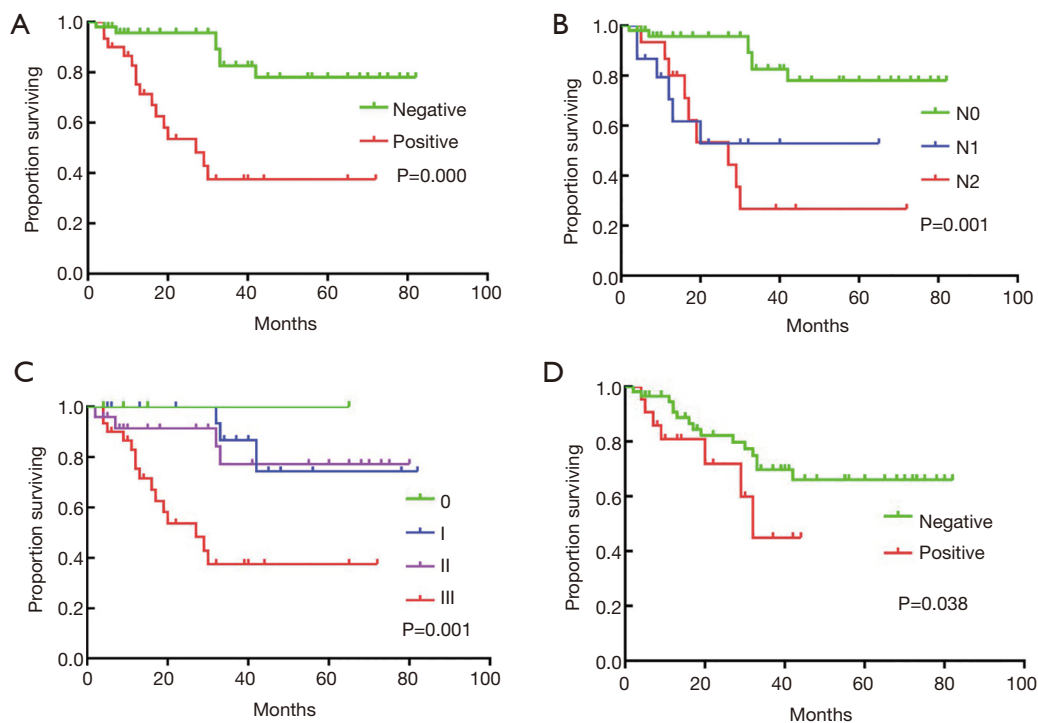 A
Proportion surviving
1.0
0.8
0.6
0.4
0.2
0.0
Negative
Positive
P=0.000
0 20 40 60 80 100
Months
B
Proportion surviving
1.0
0.8
0.6
0.4
0.2
0.0
N0
N1
N2
P=0.001
0 20 40 60 80 100
Months
C
Proportion surviving
1.0
0.8
0.6
0.4
0.2
0.0
0
I
II
III
P=0.001
0 20 40 60 80 100
Months
D
Proportion surviving
1.0
0.8
0.6
0.4
0.2
0.0
Negative
Positive
P=0.038
0 20 40 60 80 100
Months